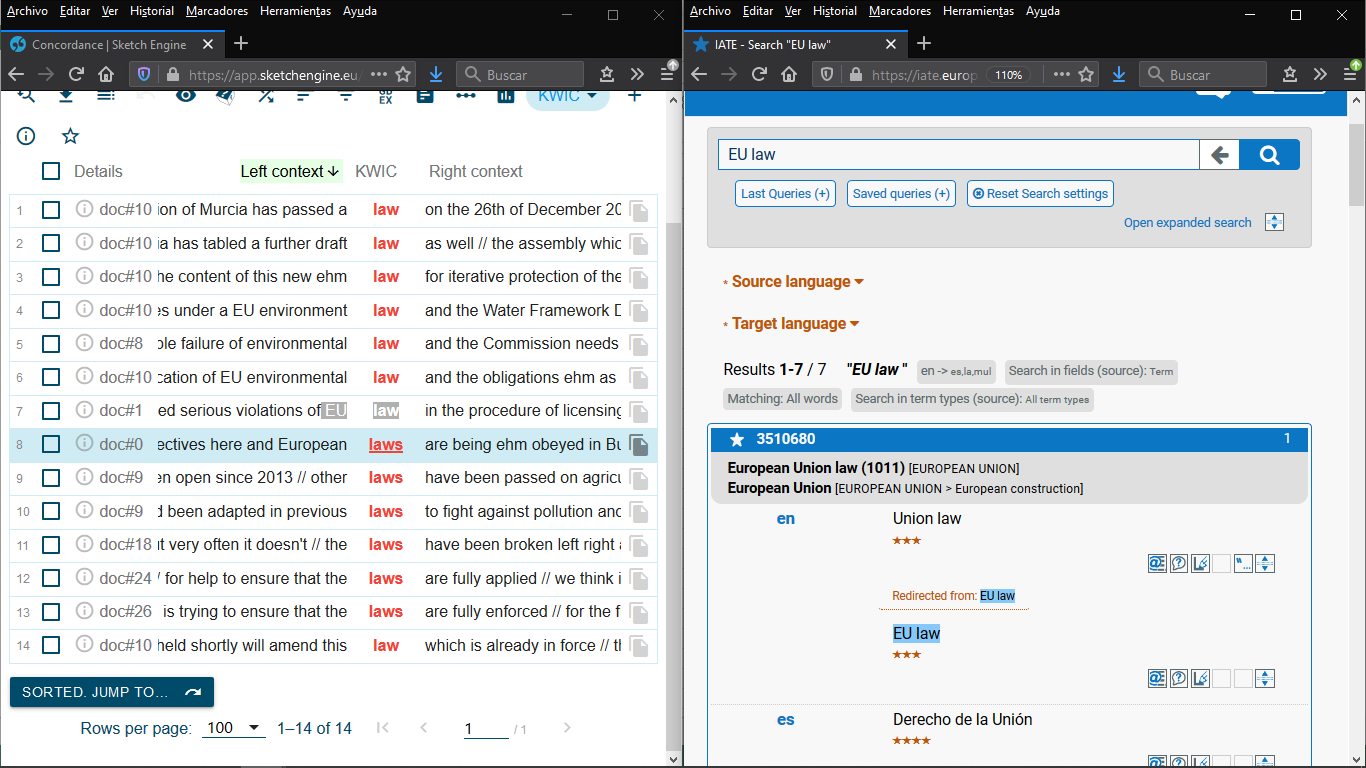 Archivo Editar Ver Historial Marcadores Herramientas Ayuda
Concordance | Sketch Engine
https://app.sketchengine.eu/
Buscar
EX
KWIC
Details Left context KWIC Right context
1 doc#10 ion of Murcia has passed a law on the 26th of December 20
2 doc#10 ia has tabled a further draft law as well // the assembly whic
3 doc#10 he content of this new ehm law for iterative protection of the
4 doc#10 es under a EU environment law and the Water Framework D
5 doc#8 ole failure of environmental law and the Commission needs
6 doc#10 cation of EU environmental law and the obligations ehm as
7 doc#1 ed serious violations of EU law in the procedure of licensing
8 doc#0 ectives here and European laws are being ehm obeyed in Bu
9 doc#9 en open since 2013 // other laws have been passed on agricu
10 doc#9 d been adapted in previous laws to fight against pollution and
11 doc#18 ut very often it doesn't // the laws have been broken left right a
12 doc#24 / for help to ensure that the laws are fully applied // we think i
13 doc#26 is trying to ensure that the laws are fully enforced // for the f
14 doc#10 held shortly will amend this law which is already in force // th
SORTED. JUMP TO...
Rows per page: 100 1–14 of 14 1 / 1
Archivo Editar Ver Historial Marcadores Herramientas Ayuda
IATE - Search "EU law"
https://iate.europ 110% Buscar
EU law
Last Queries (+) Saved queries (+) Reset Search settings
Open expanded search
* Source language
* Target language
Results 1-7 / 7 "EU law " en -> es,la,mul Search in fields (source): Term
Matching: All words Search in term types (source): All term types
3510680 1
European Union law (1011) [EUROPEAN UNION]
European Union [EUROPEAN UNION > European construction]
en Union law
Redirected from: EU law
EU law
es Derecho de la Unión